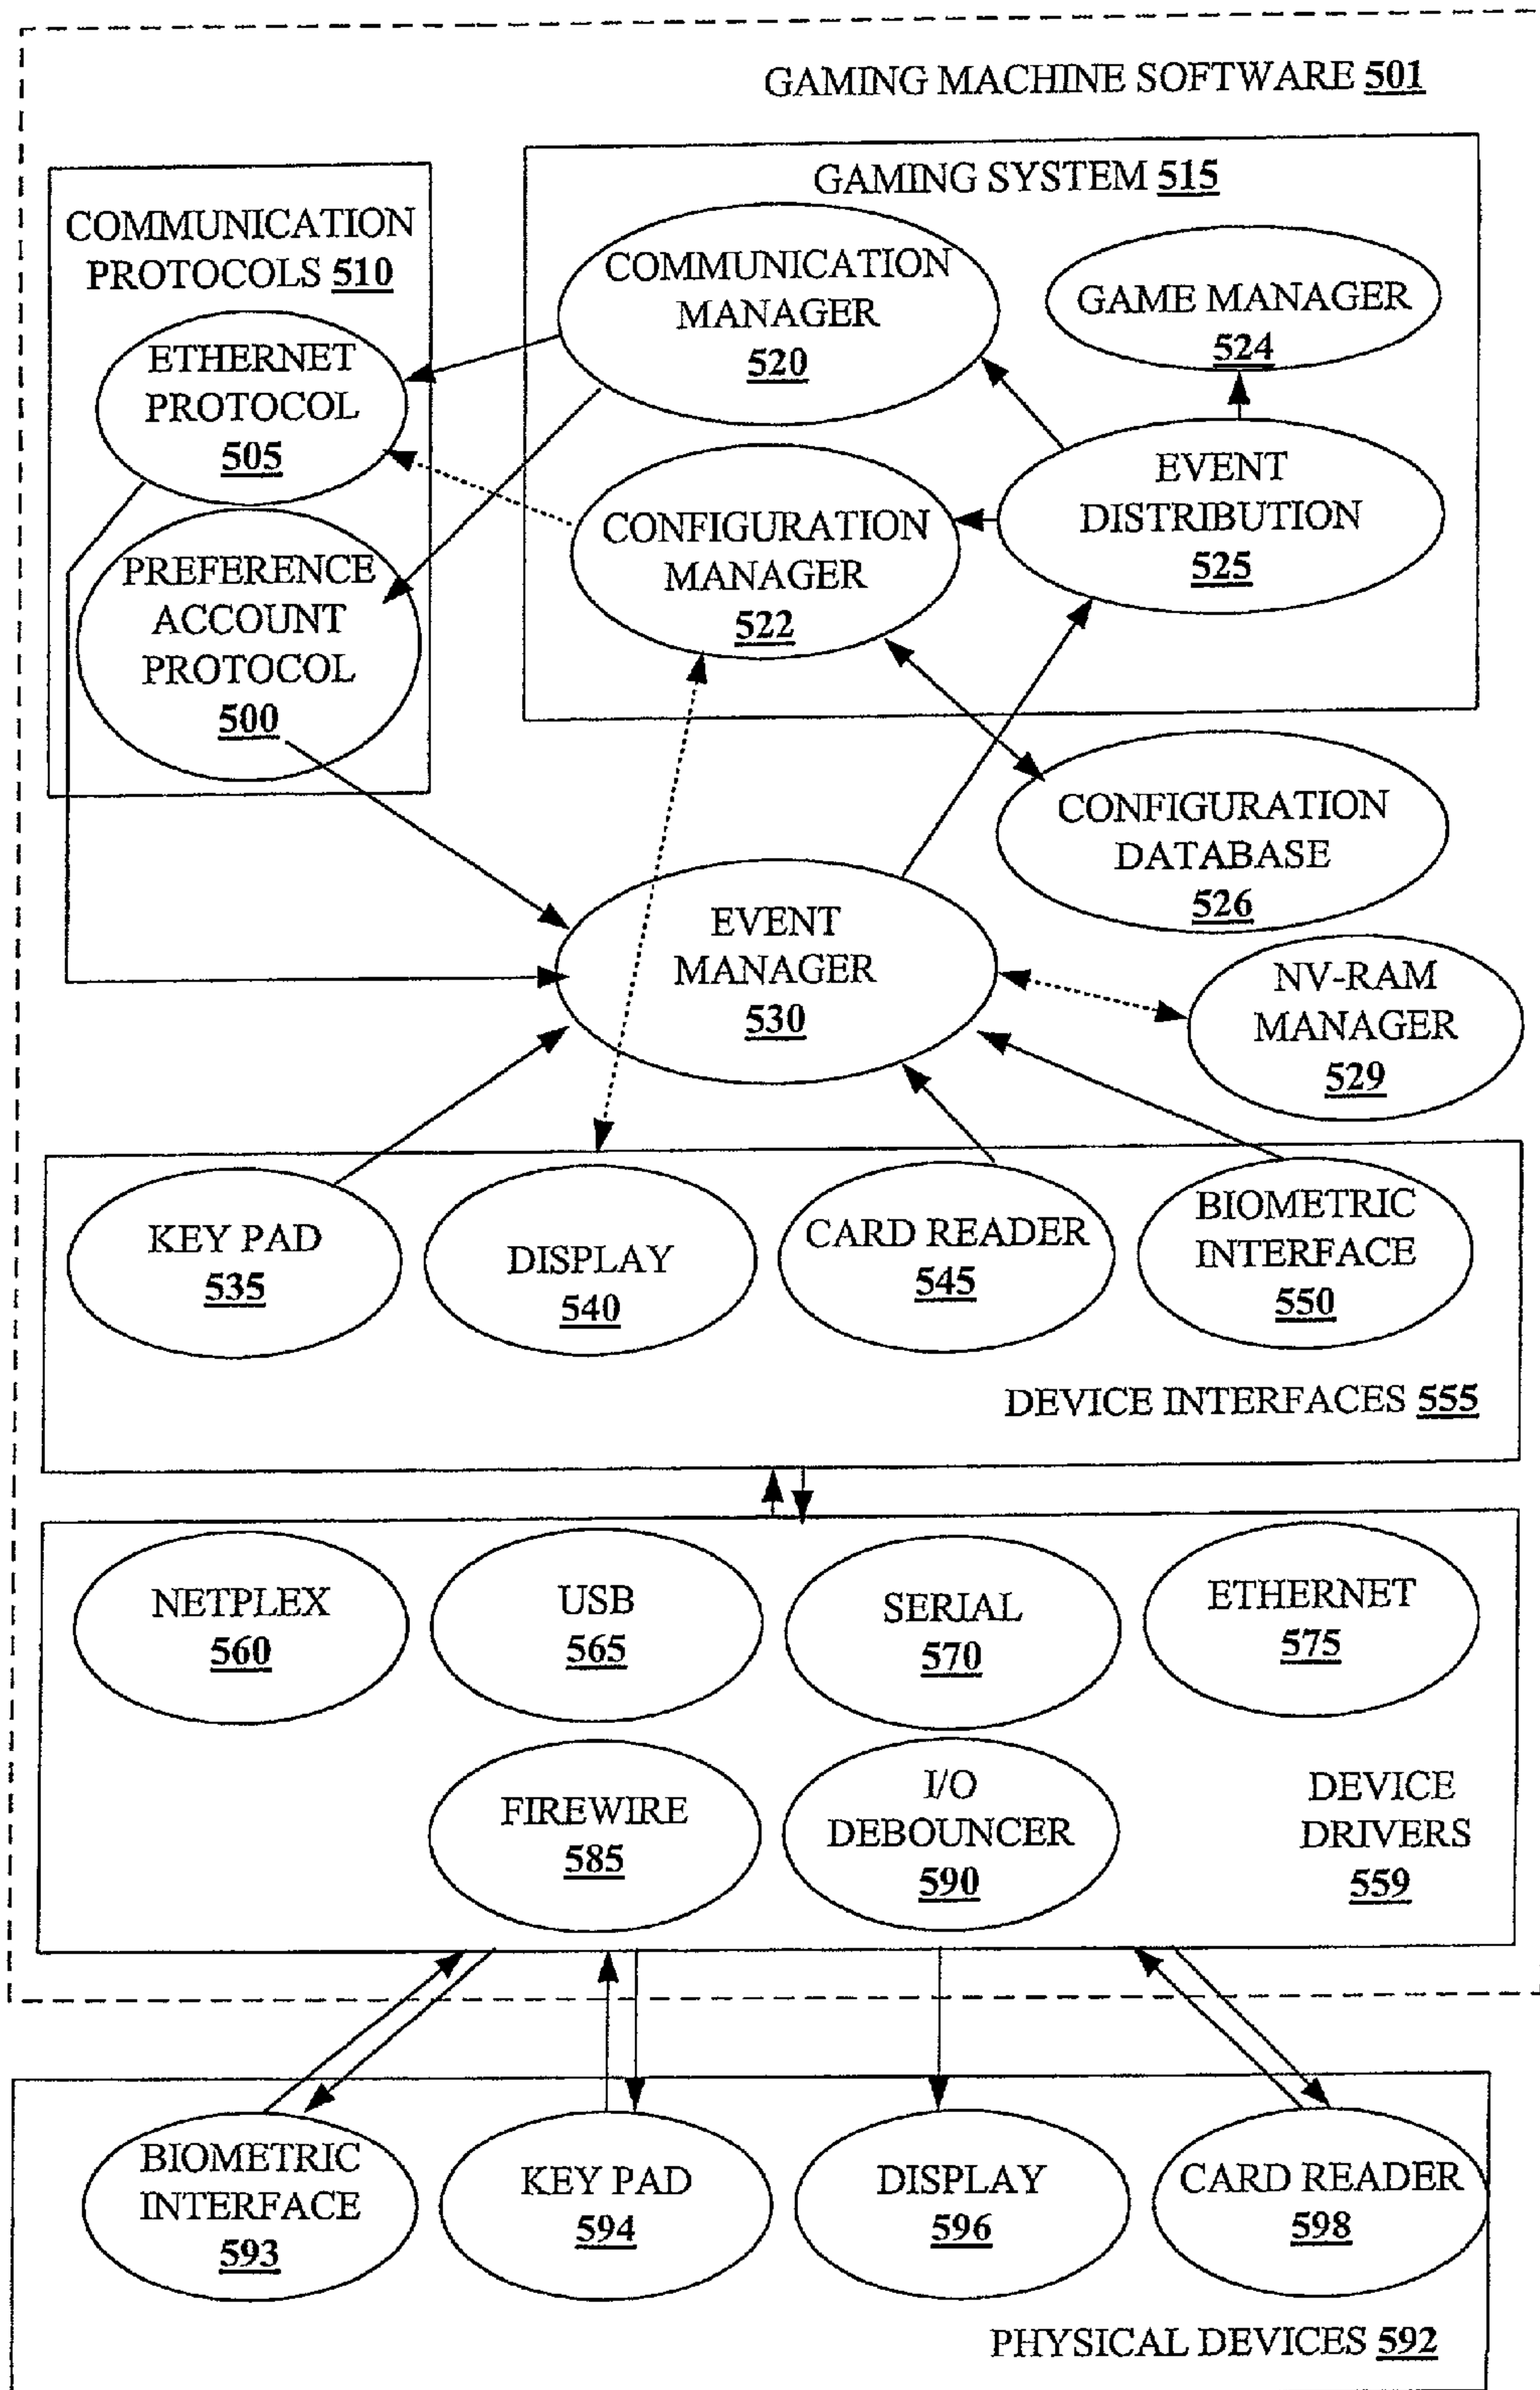 GAMING MACHINE SOFTWARE 501
GAMING SYSTEM 515
COMMUNICATION
PROTOCOLS 510
COMMUNICATION
MANAGER
520
GAME MANAGER
524
ETHERNET
PROTOCOL
505
EVENT
DISTRIBUTION
525
CONFIGURATION
MANAGER
522
PREFERENCE
ACCOUNT
PROTOCOL
500
CONFIGURATION
DATABASE
526
EVENT
MANAGER
530
NV-RAM
MANAGER
529
KEY PAD
535
DISPLAY
540
CARD READER
545
BIOMETRIC
INTERFACE
550
DEVICE INTERFACES 555
NETPLEX
560
USB
565
SERIAL
570
ETHERNET
575
FIREWIRE
585
I/O
DEBOUNCER
590
DEVICE
DRIVERS
559
BIOMETRIC
INTERFACE
593
KEY PAD
594
DISPLAY
596
CARD READER
598
PHYSICAL DEVICES 592